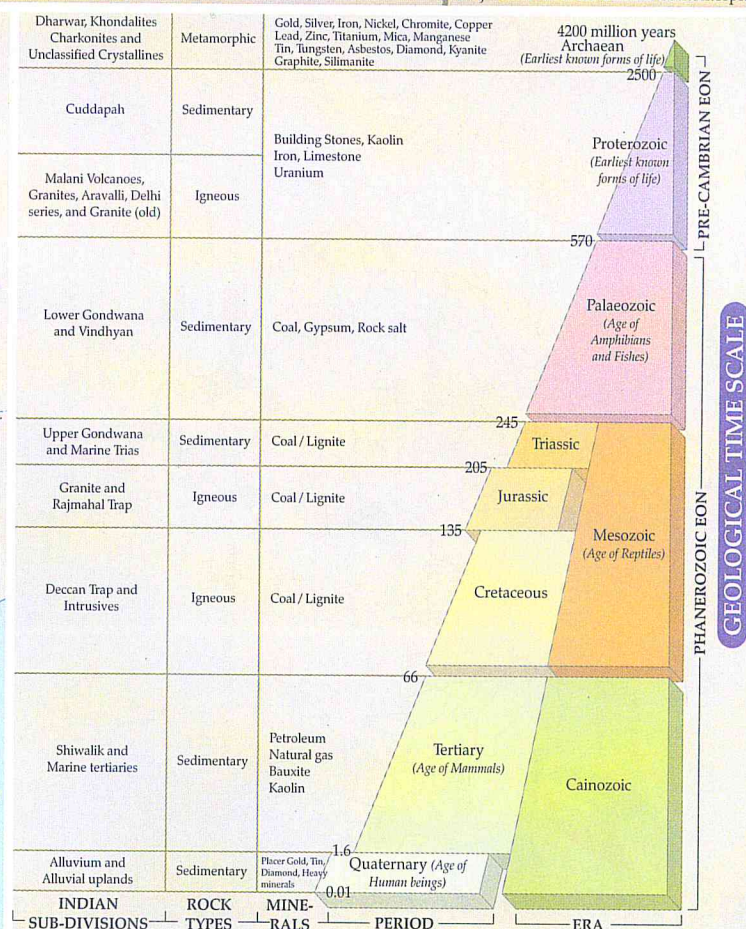 Dharwar, Khondalites
Charkonites and
Unclassified Crystallines
Metamorphic
Gold, Silver, Iron, Nickel, Chromite, Copper
Lead, Zinc, Titanium, Mica, Manganese
Tin, Tungsten, Asbestos, Diamond, Kyanite
Graphite, Silimanite
4200 million years
Archaean
(Earliest known forms of life)
2500
Cuddapah
Sedimentary
Building Stones, Kaolin
Iron, Limestone
Uranium
Proterozoic
(Earliest known
forms of life)
Malani Volcanoes,
Granites, Aravalli, Delhi
series, and Granite (old)
Igneous
570
PRE-CAMBRIAN EON
Lower Gondwana
and Vindhyan
Sedimentary
Coal, Gypsum, Rock salt
Palaeozoic
(Age of
Amphibians
and Fishes)
245
Upper Gondwana
and Marine Trias
Sedimentary
Coal / Lignite
Triassic
205
Granite and
Rajmahal Trap
Igneous
Coal / Lignite
Jurassic
135
Mesozoic
(Age of Reptiles)
Deccan Trap and
Intrusives
Igneous
Coal / Lignite
Cretaceous
66
Shiwalik and
Marine tertiaries
Sedimentary
Petroleum
Natural gas
Bauxite
Kaolin
Tertiary
(Age of Mammals)
Cainozoic
1.6
Alluvium and
Alluvial uplands
Sedimentary
Placer Gold, Tin,
Diamond, Heavy
minerals
Quaternary (Age of
Human beings)
0.01
PHANEROZOIC EON
GEOLOGICAL TIME SCALE
INDIAN
SUB-DIVISIONS
ROCK
TYPES
MINE-
RALS
PERIOD
ERA